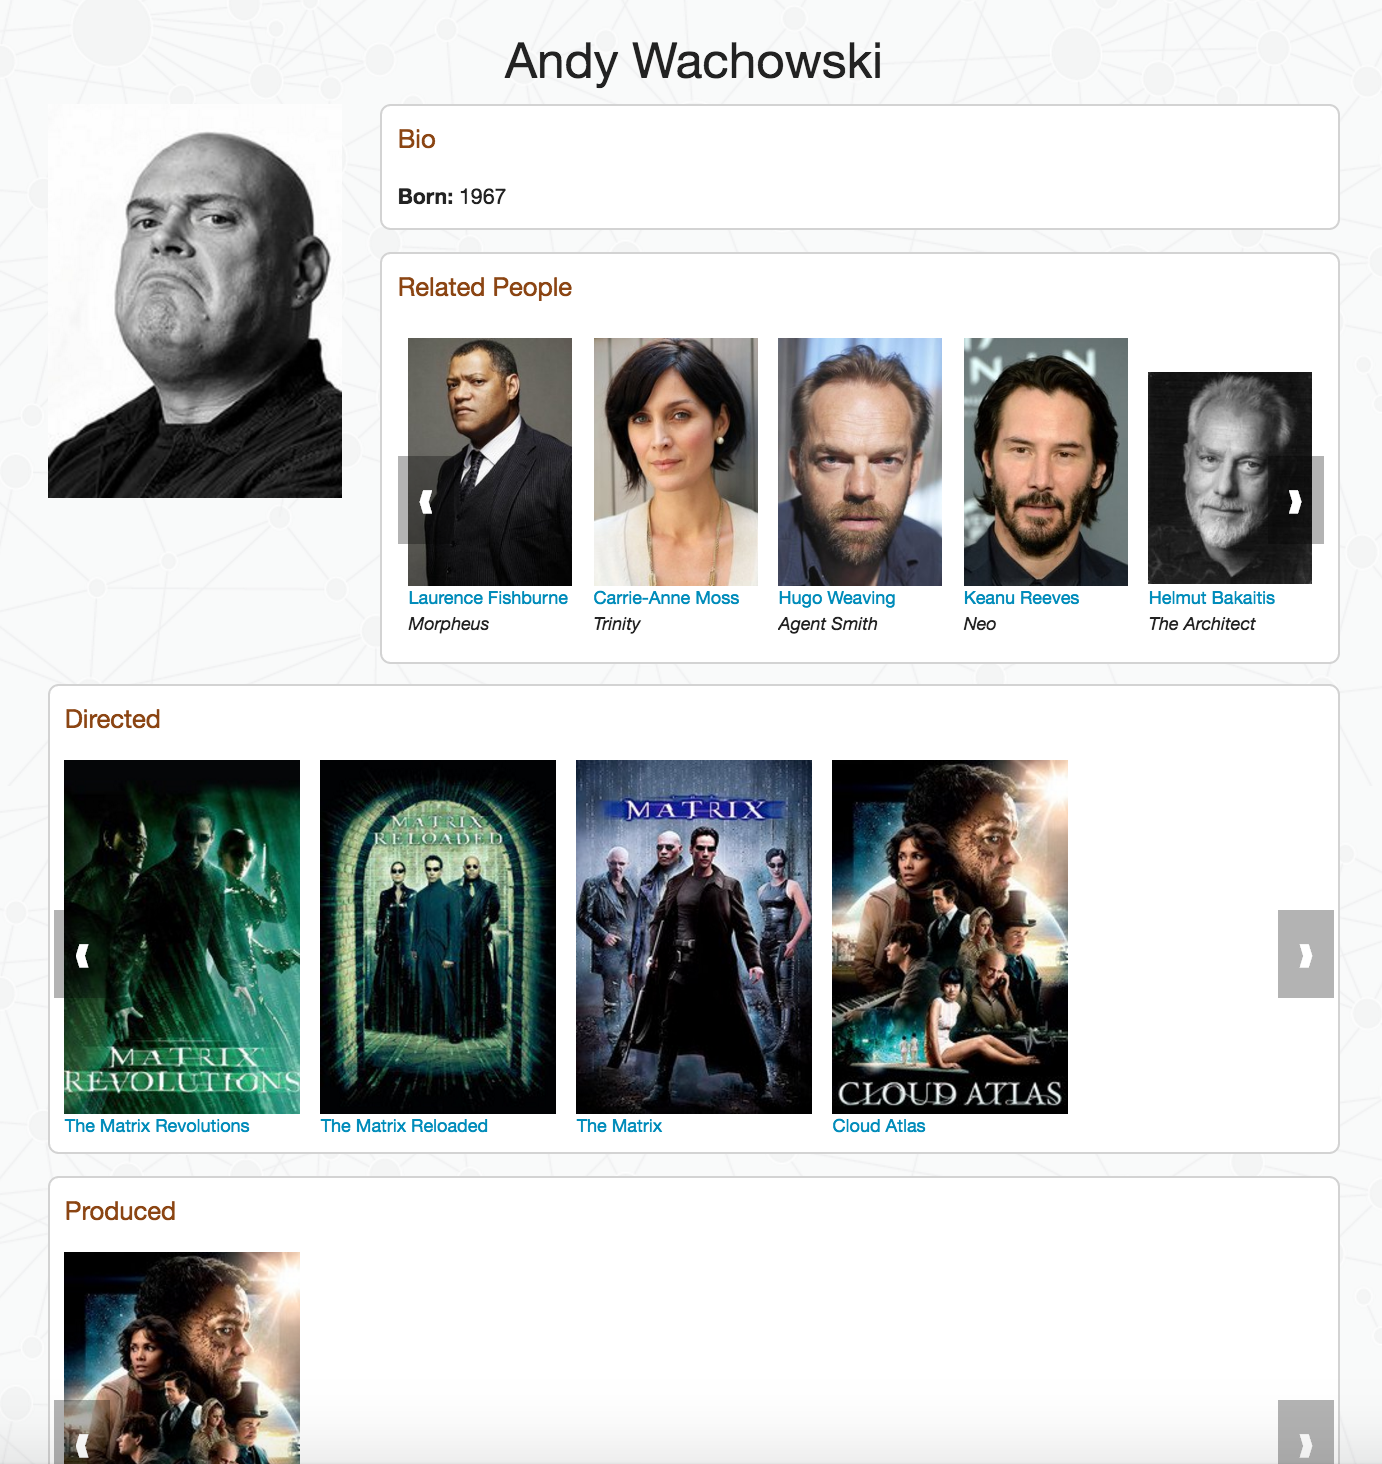 Andy Wachowski
Bio
Born: 1967
Related People
Laurence Fishburne
Morpheus
Carrie-Anne Moss
Trinity
Hugo Weaving
Agent Smith
Keanu Reeves
Neo
Helmut Bakaitis
The Architect
Directed
MATRIX
REVOLUTIONS
The Matrix Revolutions
MATRIX
RELOADED
The Matrix Reloaded
THE
MATRIX
The Matrix
CLOUD ATLAS
Cloud Atlas
Produced